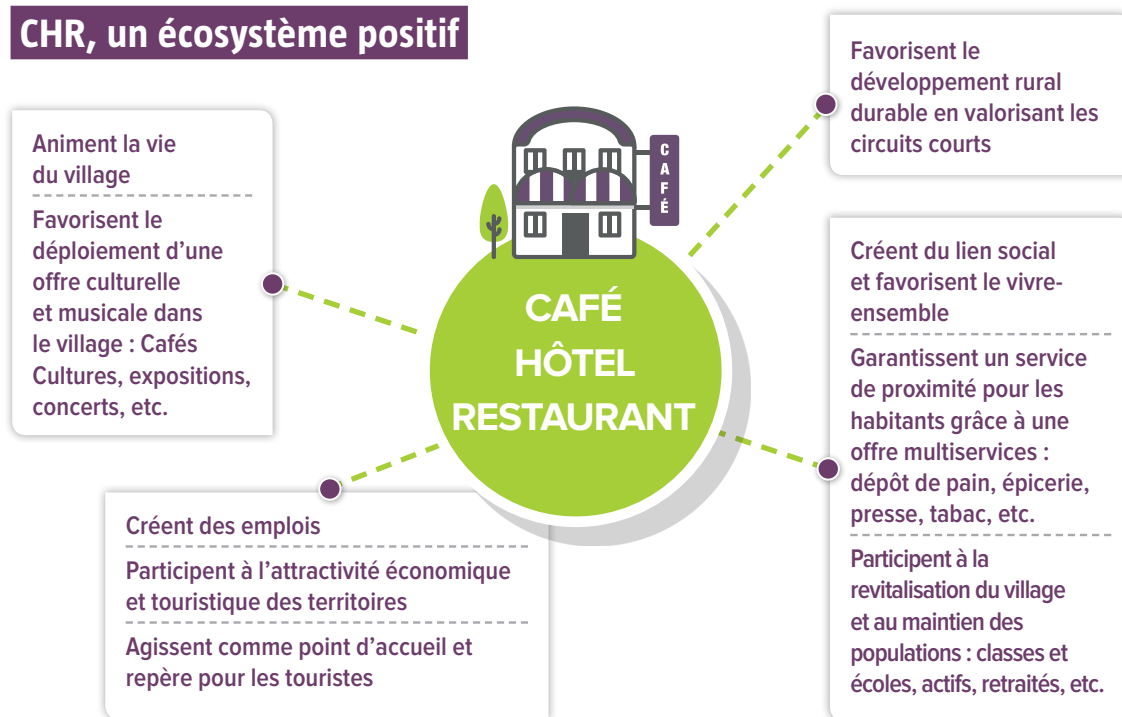 CHR, un écosystème positif
Animent la vie
du village
Favorisent le
déploiement d'une
offre culturelle
et musicale dans
le village : Cafés
Cultures, expositions,
concerts, etc.
CAFÉ
CAFÉ
HÔTEL
RESTAURANT
Favorisent le
développement rural
durable en valorisant les
circuits courts
Créent du lien social
et favorisent le vivre-
ensemble
Garantissent un service
de proximité pour les
habitants grâce à une
offre multiservices :
dépôt de pain, épicerie,
presse, tabac, etc.
Participent à la
revitalisation du village
et au maintien des
populations : classes et
écoles, actifs, retraités, etc.
Créent des emplois
Participent à l'attractivité économique
et touristique des territoires
Agissent comme point d'accueil et
repère pour les touristes